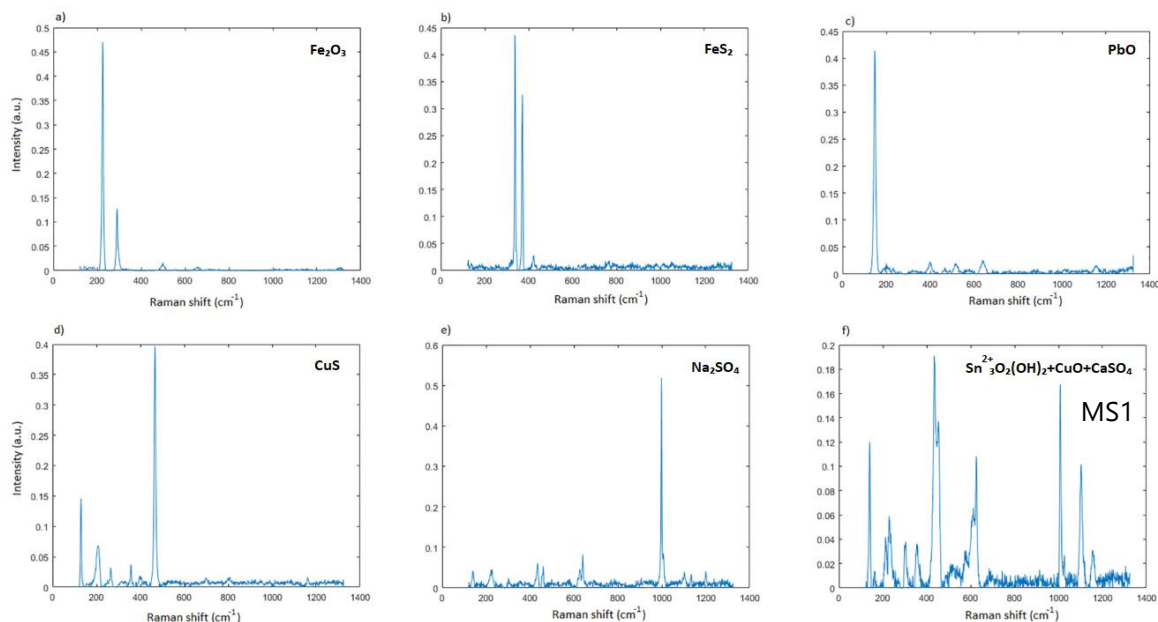 a)
Fe₂O₃
Intensity (a.u.)
0.5
0.45
0.4
0.35
0.3
0.25
0.2
0.15
0.1
0.05
0
0 200 400 600 800 1000 1200 1400
Raman shift (cm⁻¹)
b)
FeS₂
0.45
0.4
0.35
0.3
0.25
0.2
0.15
0.1
0.05
0
0 200 400 600 800 1000 1200 1400
Raman shift (cm⁻¹)
c)
PbO
0.45
0.4
0.35
0.3
0.25
0.2
0.15
0.1
0.05
0
0 200 400 600 800 1000 1200 1400
Raman shift (cm⁻¹)
d)
CuS
Intensity (a.u.)
0.4
0.35
0.3
0.25
0.2
0.15
0.1
0.05
0
0 200 400 600 800 1000 1200 1400
Raman shift (cm⁻¹)
e)
Na₂SO₄
0.6
0.5
0.4
0.3
0.2
0.1
0
0 200 400 600 800 1000 1200 1400
Raman shift (cm⁻¹)
f)
Sn²⁺₃O₂(OH)₂+CuO+CaSO₄
MS1
0.2
0.18
0.16
0.14
0.12
0.1
0.08
0.06
0.04
0.02
0
0 200 400 600 800 1000 1200 1400
Raman shift (cm⁻¹)